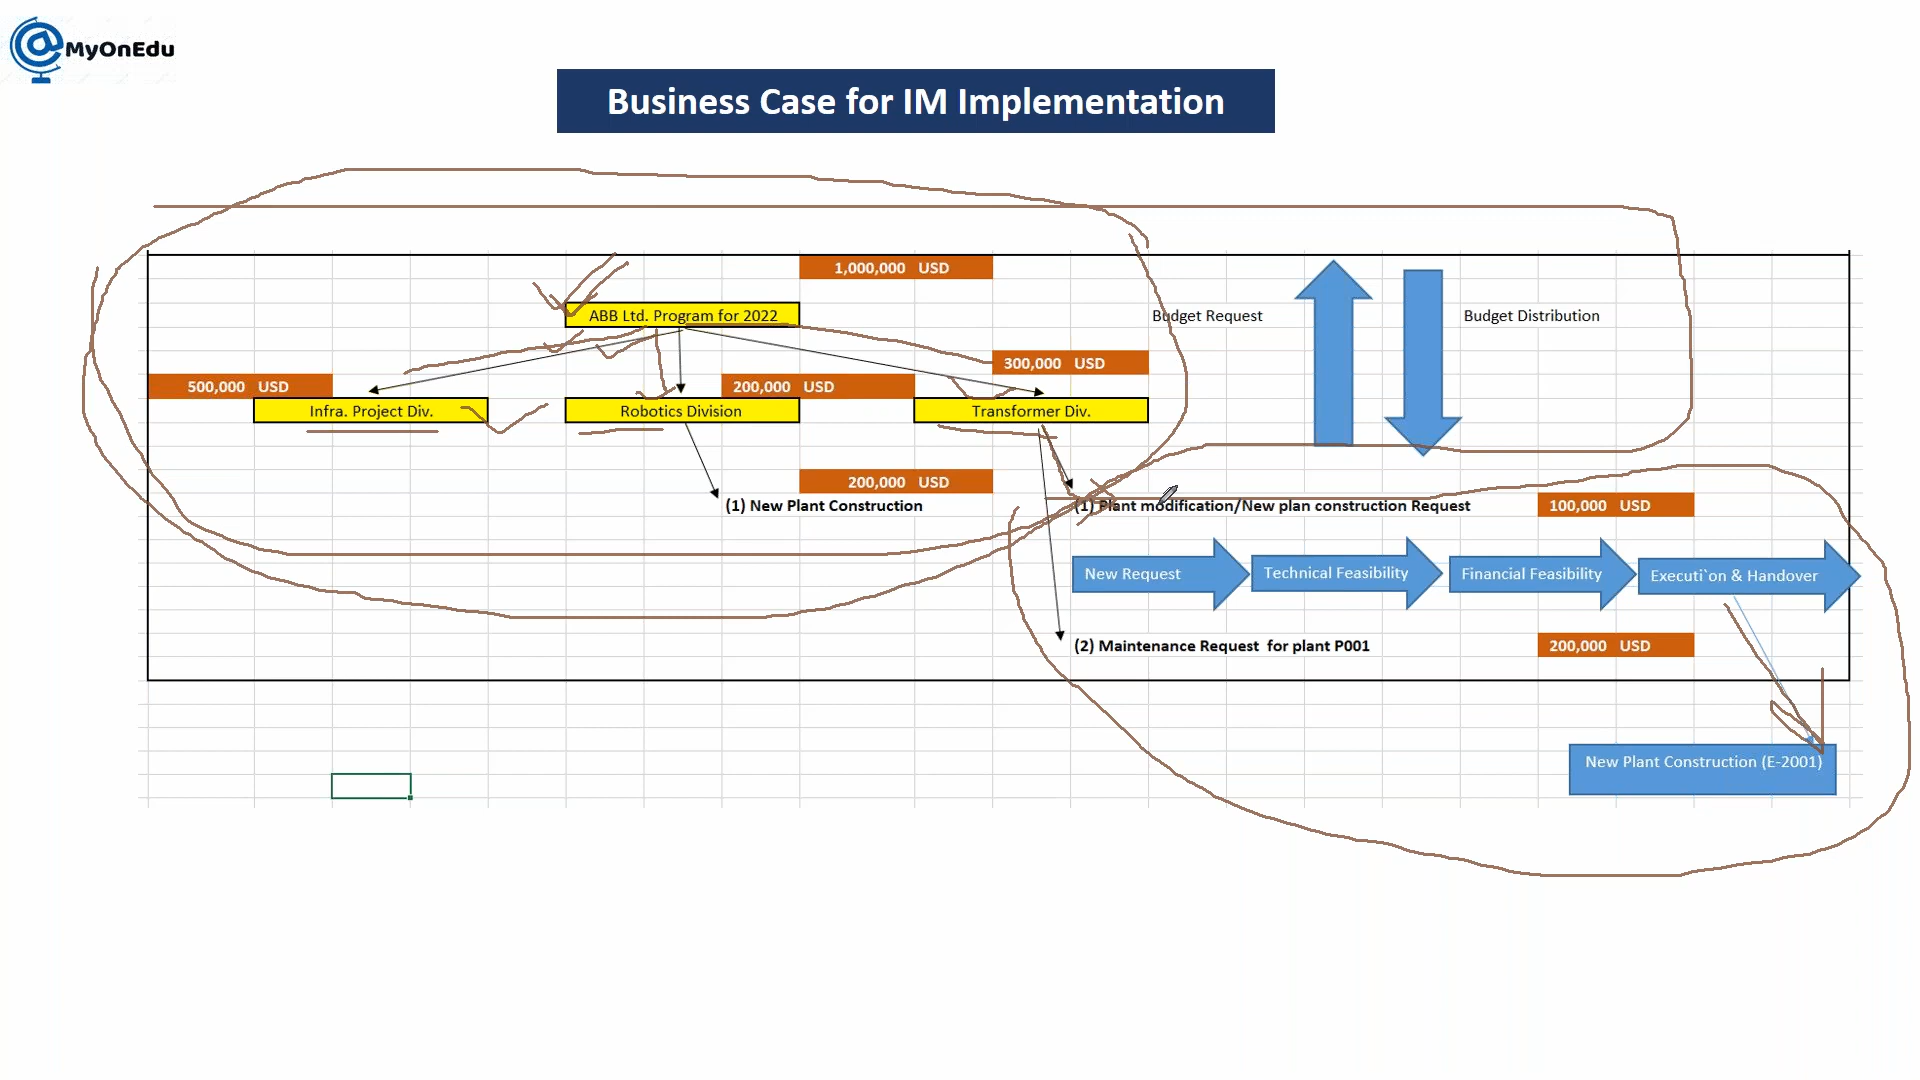 @MyOnEdu
Business Case for IM Implementation
1,000,000 USD
ABB Ltd. Program for 2022
Budget Request
Budget Distribution
300,000 USD
500,000 USD
200,000 USD
Infra. Project Div.
Robotics Division
Transformer Div.
200,000 USD
(1) New Plant Construction
(1) Plant modification/New plan construction Request
100,000 USD
New Request
Technical Feasibility
Financial Feasibility
Executi`on & Handover
(2) Maintenance Request for plant P001
200,000 USD
New Plant Construction (E-2001)